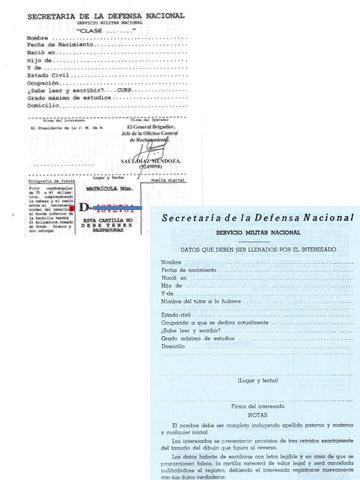 SECRETARIA DE LA DEFENSA NACIONAL
SERVICIO MILITAR NACIONAL
"CLASE ........"
Nombre
Fecha de Nacimiento
Nació en
Hijo de
Y de
Estado Civil
Ocupación
¿Sabe leer y escribir? .... CURP
Grado máximo de estudios
Domicilio
Firma del Interesado
Firma del Operador
El Presidente de la J. M. de R.
El General Brigadier,
Jefe de la Oficina Central
de Reclutamiento.
Lugar y Fecha
Fotografía de frente
Huella digital
MATRÍCULA Núm.
D-
ESTA CARTILLA NO
DEBE TENER
RASPADURAS
Secretaría de la Defensa Nacional
SERVICIO MILITAR NACIONAL
DATOS QUE DEBEN SER LLENADOS POR EL INTERESADO
Nombre
Fecha de nacimiento
Nació en
Hijo de
Y de
Nombre del tutor si lo hubiere
Estado civil
Ocupación a que se dedica actualmente
¿Sabe leer y escribir?
Grado máximo de estudios
Domicilio
(Lugar y fecha)
Firma del interesado
NOTAS
El nombre debe ser completo incluyendo apellido paterno y materno
y cualquier inicial.
Los interesados se presentarán provistos de tres retratos exactamente
del tamaño del dibujo que figura al reverso.
Los datos habrán de escribirse con letra legible y en caso de que se
proporcionen falsos, la cartilla carecerá de valor legal y será cancelada
nulificándose el registro, debiendo el interesado registrarse nuevamente
con sus datos verdaderos.